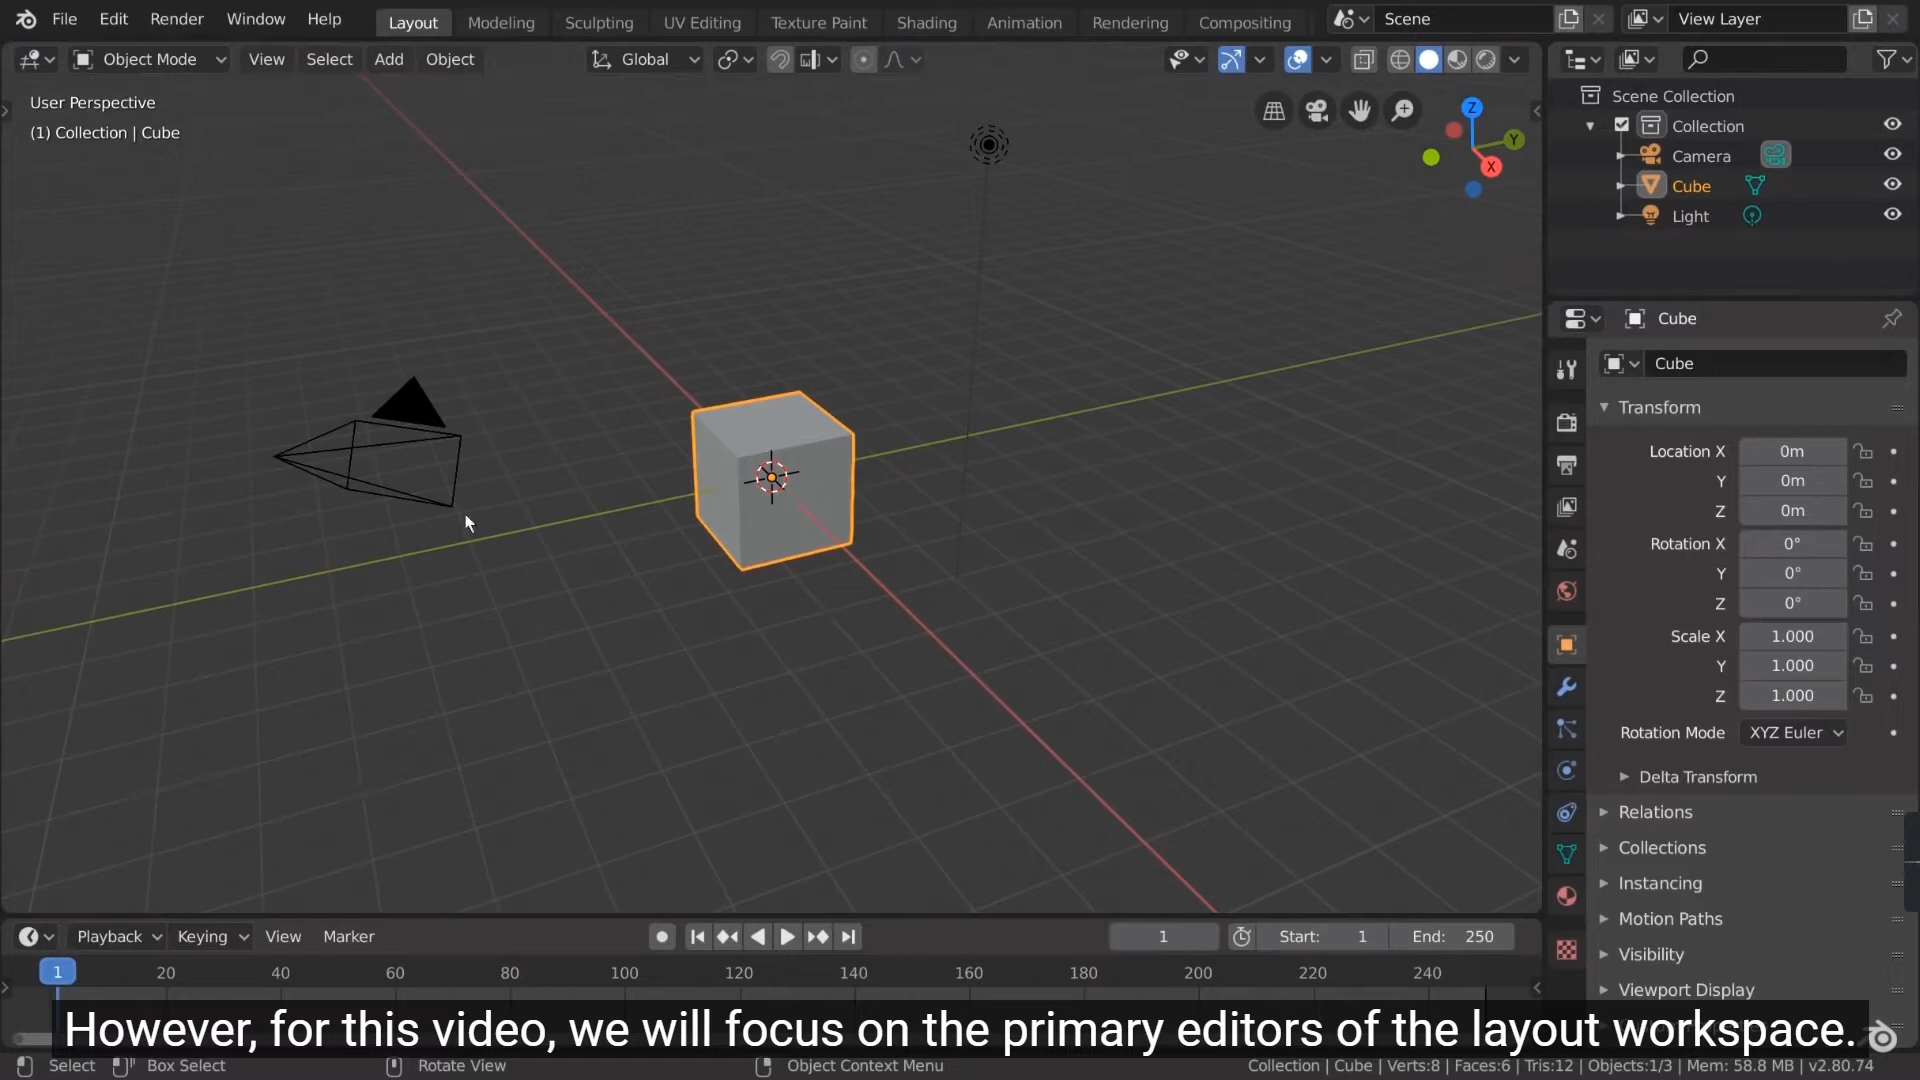 File Edit Render Window Help Layout Modeling Sculpting UV Editing Texture Paint Shading Animation Rendering Compositing Scene View Layer
Object Mode View Select Add Object Global
User Perspective
(1) Collection | Cube
Z
Y
X
Scene Collection
Collection
Camera
Cube
Light
Cube
Cube
Transform
Location X 0m
Y 0m
Z 0m
Rotation X 0°
Y 0°
Z 0°
Scale X 1.000
Y 1.000
Z 1.000
Rotation Mode XYZ Euler
Delta Transform
Relations
Collections
Instancing
Motion Paths
Visibility
Viewport Display
Playback Keying View Marker 1 Start: 1 End: 250
1 20 40 60 80 100 120 140 160 180 200 220 240
However, for this video, we will focus on the primary editors of the layout workspace.
Select Box Select Rotate View Object Context Menu Collection | Cube | Verts:8 | Faces:6 | Tris:12 | Objects:1/3 | Mem: 58.8 MB | v2.80.74